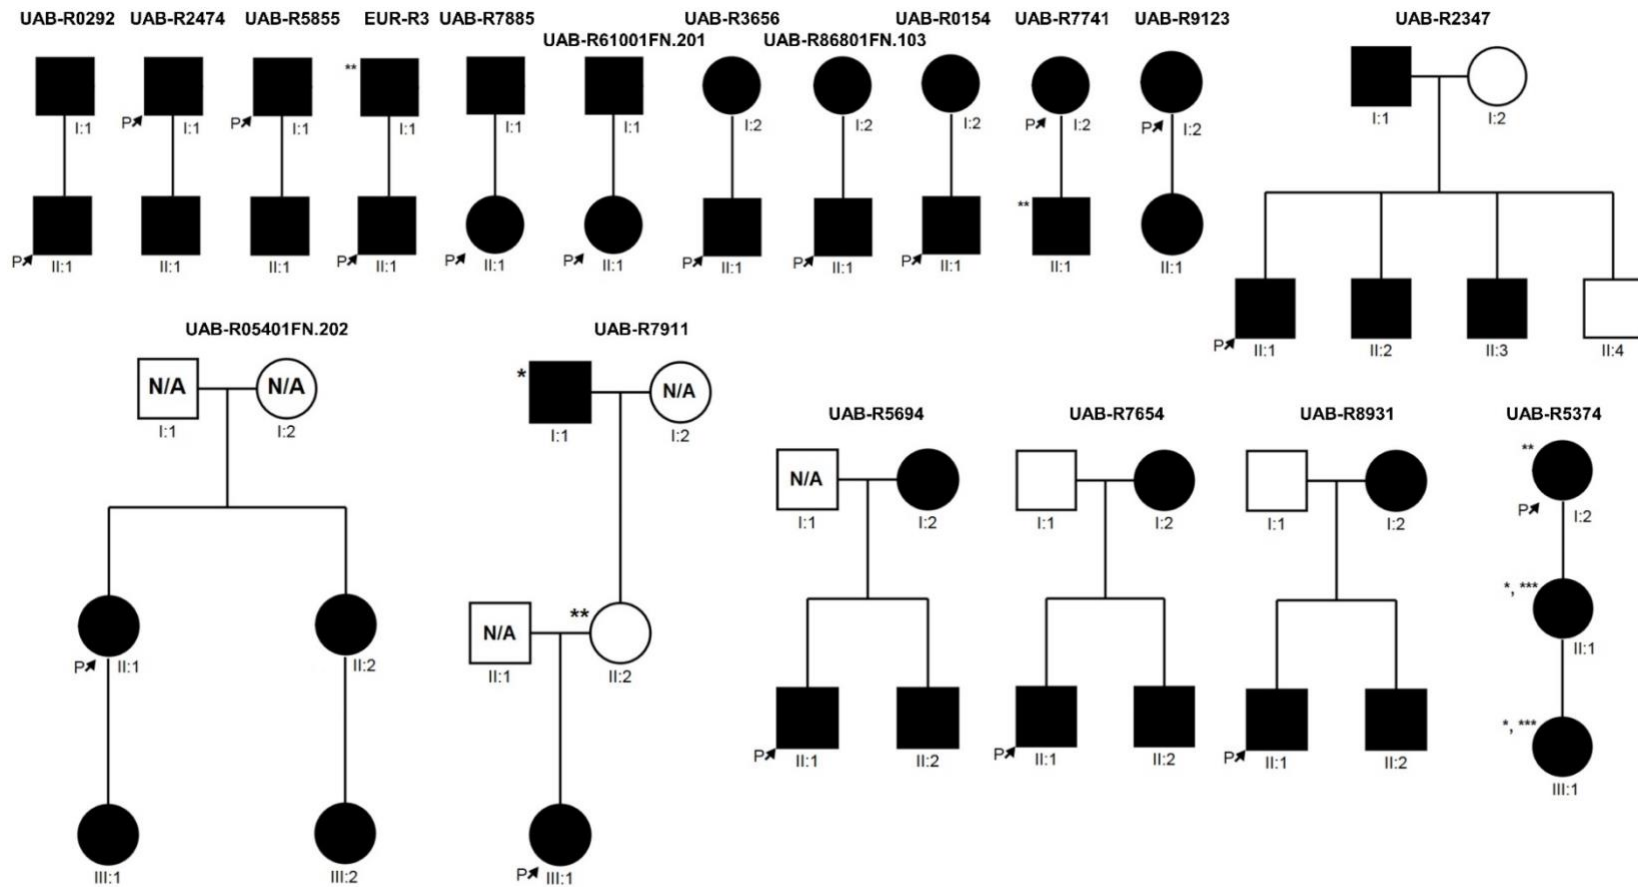 UAB-R0292 UAB-R2474 UAB-R5855 EUR-R3 UAB-R7885 UAB-R3656 UAB-R0154 UAB-R7741 UAB-R9123 UAB-R2347
UAB-R61001FN.201 UAB-R86801FN.103
**
I:1 P I:1 P I:1 I:1 I:1 I:1 I:2 I:2 I:2 P I:2 P I:2 I:1 I:2
**
P II:1 II:1 II:1 P II:1 P II:1 P II:1 P II:1 P II:1 P II:1 II:1 II:1
P II:1 II:2 II:3 II:4
UAB-R05401FN.202
N/A N/A
I:1 I:2
P II:1 II:2
III:1 III:2
UAB-R7911
* N/A
I:1 I:2
N/A **
II:1 II:2
P III:1
UAB-R5694
N/A
I:1 I:2
P II:1 II:2
UAB-R7654
I:1 I:2
P II:1 II:2
UAB-R8931
I:1 I:2
P II:1 II:2
UAB-R5374
**
P I:2
*, ***
II:1
*, ***
III:1